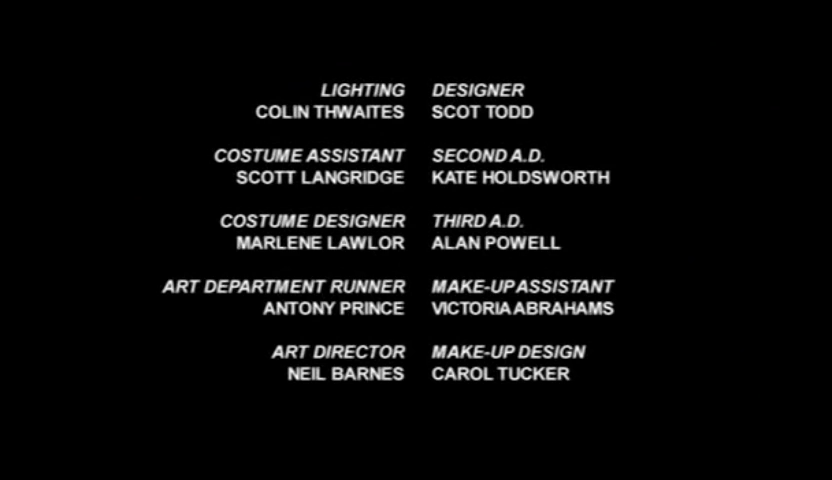 LIGHTING
COLIN THWAITES
COSTUME ASSISTANT
SCOTT LANGRIDGE
COSTUME DESIGNER
MARLENE LAWLOR
ART DEPARTMENT RUNNER
ANTONY PRINCE
ART DIRECTOR
NEIL BARNES
DESIGNER
SCOT TODD
SECOND A.D.
KATE HOLDSWORTH
THIRD A.D.
ALAN POWELL
MAKE-UP ASSISTANT
VICTORIA ABRAHAMS
MAKE-UP DESIGN
CAROL TUCKER